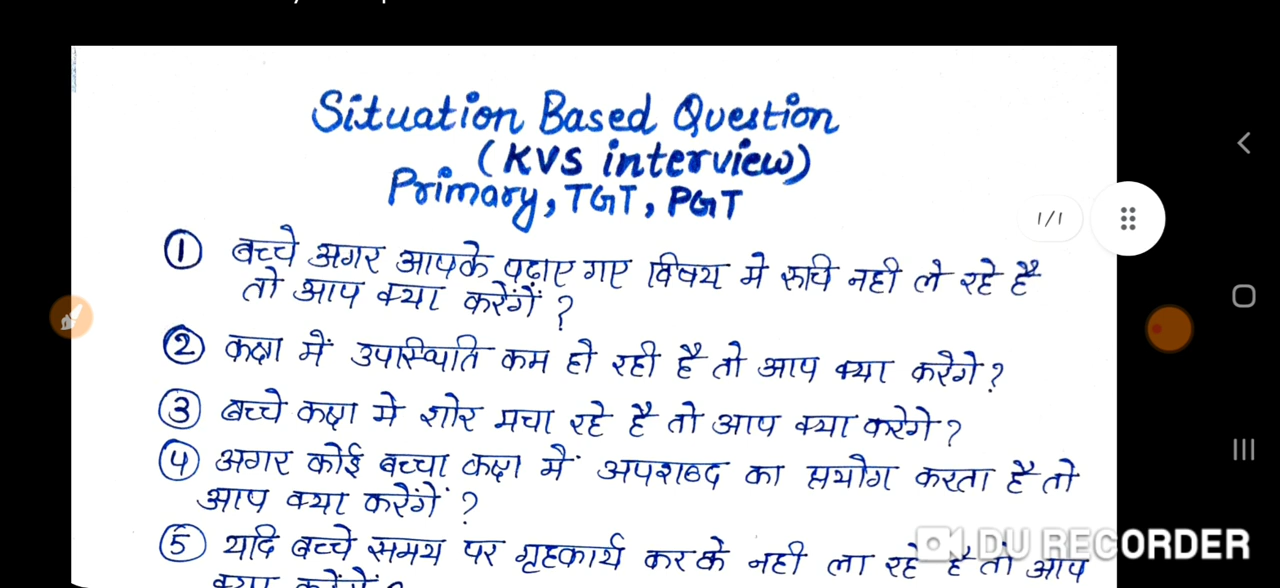 Situation Based Question
(KVS interview)
Primary, TGT, PGT
1/1
① बच्चे अगर आपके पढ़ाए गए विषय मे रुचि नही ले रहे है
तो आप क्या करेंगें ?
② कक्षा में उपस्थिति कम हो रही है तो आप क्या करेगे ?
③ बच्चे कक्षा मे शोर मचा रहे है तो आप क्या करेगे ?
④ अगर कोई बच्चा कक्षा में अपशब्द का प्रयोग करता है तो
आप क्या करेंगें ?
⑤ यदि बच्चे समय पर गृहकार्य करके नही ला रहे है तो आप
क्या करेंगें ?
DU RECORDER